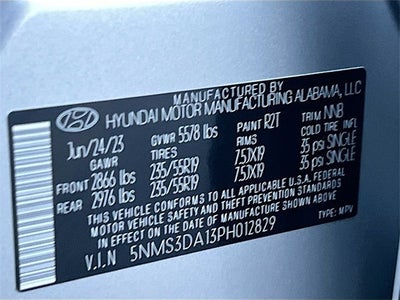 MANUFACTURED BY
HYUNDAI MOTOR MANUFACTURING ALABAMA, LLC
Jun/24/23 GVWR 5578 lbs PAINT R2T TRIM NNB
GAWR TIRES RIMS COLD TIRE INF.
FRONT 2866 lbs 235/55R19 7.5JX19 35 psi SINGLE
REAR 2976 lbs 235/55R19 7.5JX19 35 psi SINGLE
THIS VEHICLE CONFORMS TO ALL APPLICABLE U.S.A. FEDERAL
MOTOR VEHICLE SAFETY AND THEFT PREVENTION STANDARDS
IN EFFECT ON THE DATE OF MANUFACTURE SHOWN ABOVE.
V.I.N 5NMS3DA13PH012829 TYPE: MPV